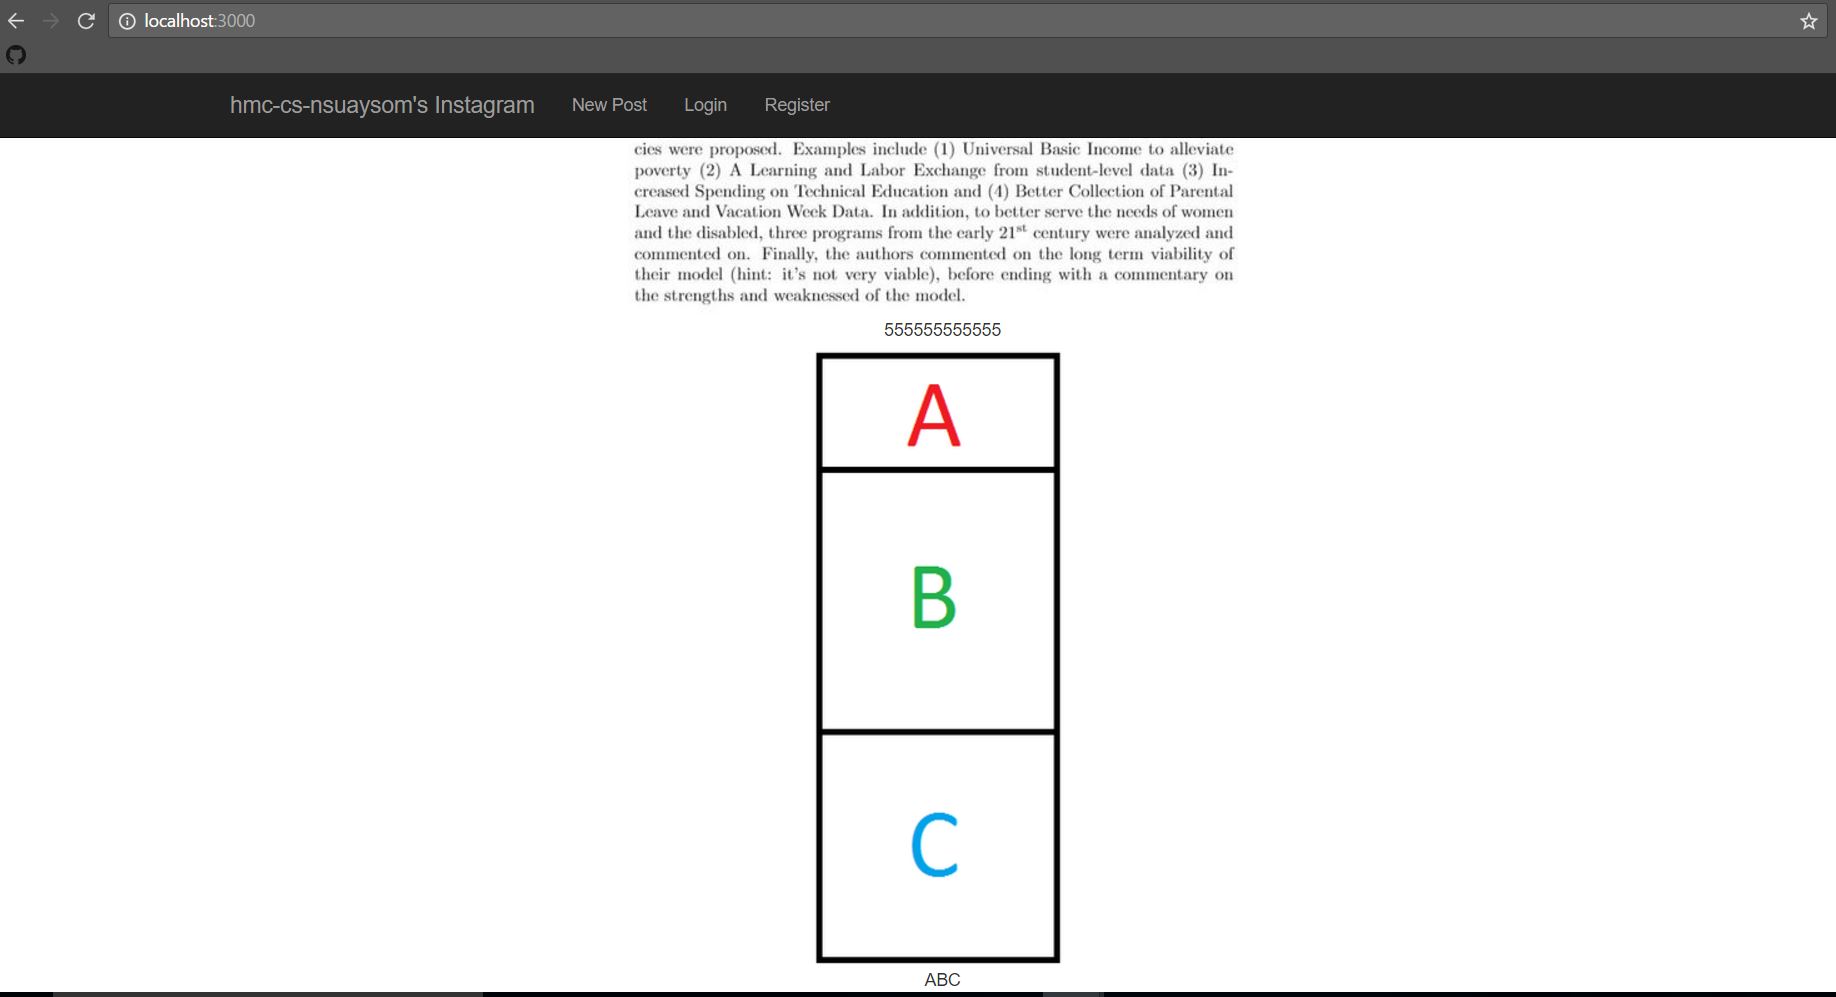 localhost:3000
hmc-cs-nsuaysom's Instagram New Post Login Register
cies were proposed. Examples include (1) Universal Basic Income to alleviate
poverty (2) A Learning and Labor Exchange from student-level data (3) In-
creased Spending on Technical Education and (4) Better Collection of Parental
Leave and Vacation Week Data. In addition, to better serve the needs of women
and the disabled, three programs from the early 21st century were analyzed and
commented on. Finally, the authors commented on the long term viability of
their model (hint: it's not very viable), before ending with a commentary on
the strengths and weaknessed of the model.
555555555555
A
B
C
ABC